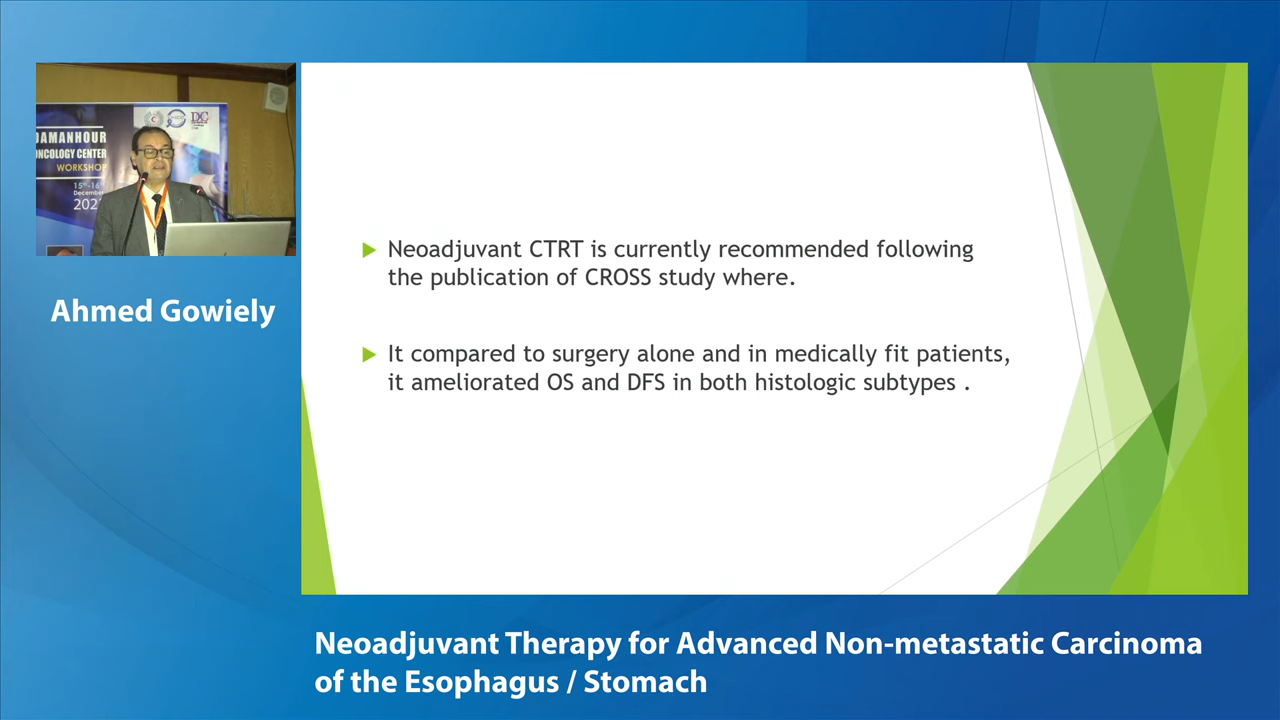 DAMANHOUR
ONCOLOGY CENTER
WORKSHOP
15th-16th
December
202
DC
Ahmed Gowiely
Neoadjuvant CTRT is currently recommended following
the publication of CROSS study where.
It compared to surgery alone and in medically fit patients,
it ameliorated OS and DFS in both histologic subtypes .
Neoadjuvant Therapy for Advanced Non-metastatic Carcinoma
of the Esophagus / Stomach